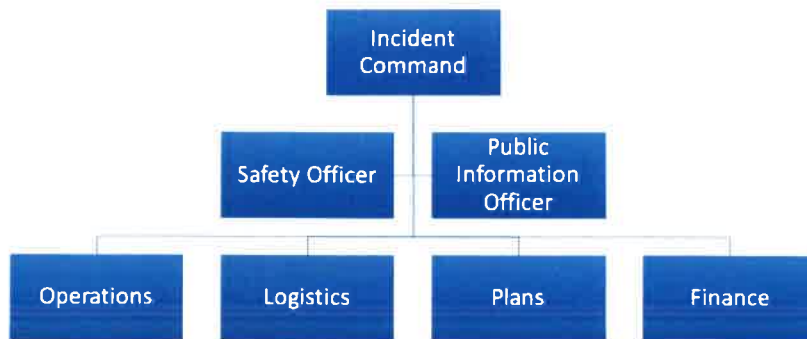 Incident
Command
Safety Officer
Public
Information
Officer
Operations
Logistics
Plans
Finance